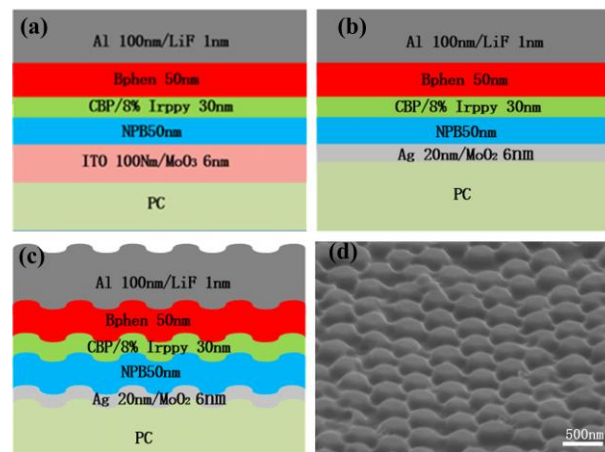 (a)
Al 100nm/LiF 1nm
Bphen 50nm
CBP/8% Irppy 30nm
NPB50nm
ITO 100Nm/MoO₃ 6nm
PC
(b)
Al 100nm/LiF 1nm
Bphen 50nm
CBP/8% Irppy 30nm
NPB50nm
Ag 20nm/MoO₂ 6nm
PC
(c)
Al 100nm/LiF 1nm
Bphen 50nm
CBP/8% Irppy 30nm
NPB50nm
Ag 20nm/MoO₂ 6nm
PC
(d)
500nm